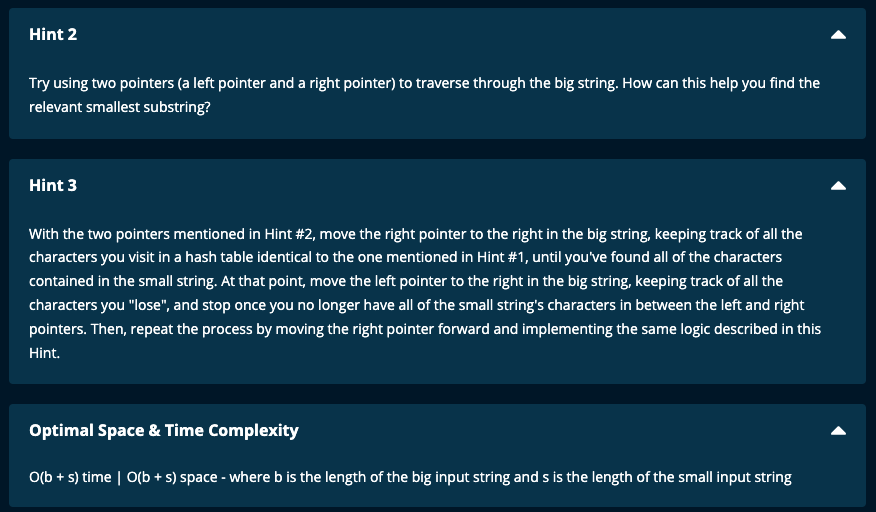 Hint 2
Try using two pointers (a left pointer and a right pointer) to traverse through the big string. How can this help you find the
relevant smallest substring?
Hint 3
With the two pointers mentioned in Hint #2, move the right pointer to the right in the big string, keeping track of all the
characters you visit in a hash table identical to the one mentioned in Hint #1, until you've found all of the characters
contained in the small string. At that point, move the left pointer to the right in the big string, keeping track of all the
characters you "lose", and stop once you no longer have all of the small string's characters in between the left and right
pointers. Then, repeat the process by moving the right pointer forward and implementing the same logic described in this
Hint.
Optimal Space & Time Complexity
O(b + s) time | O(b + s) space - where b is the length of the big input string and s is the length of the small input string